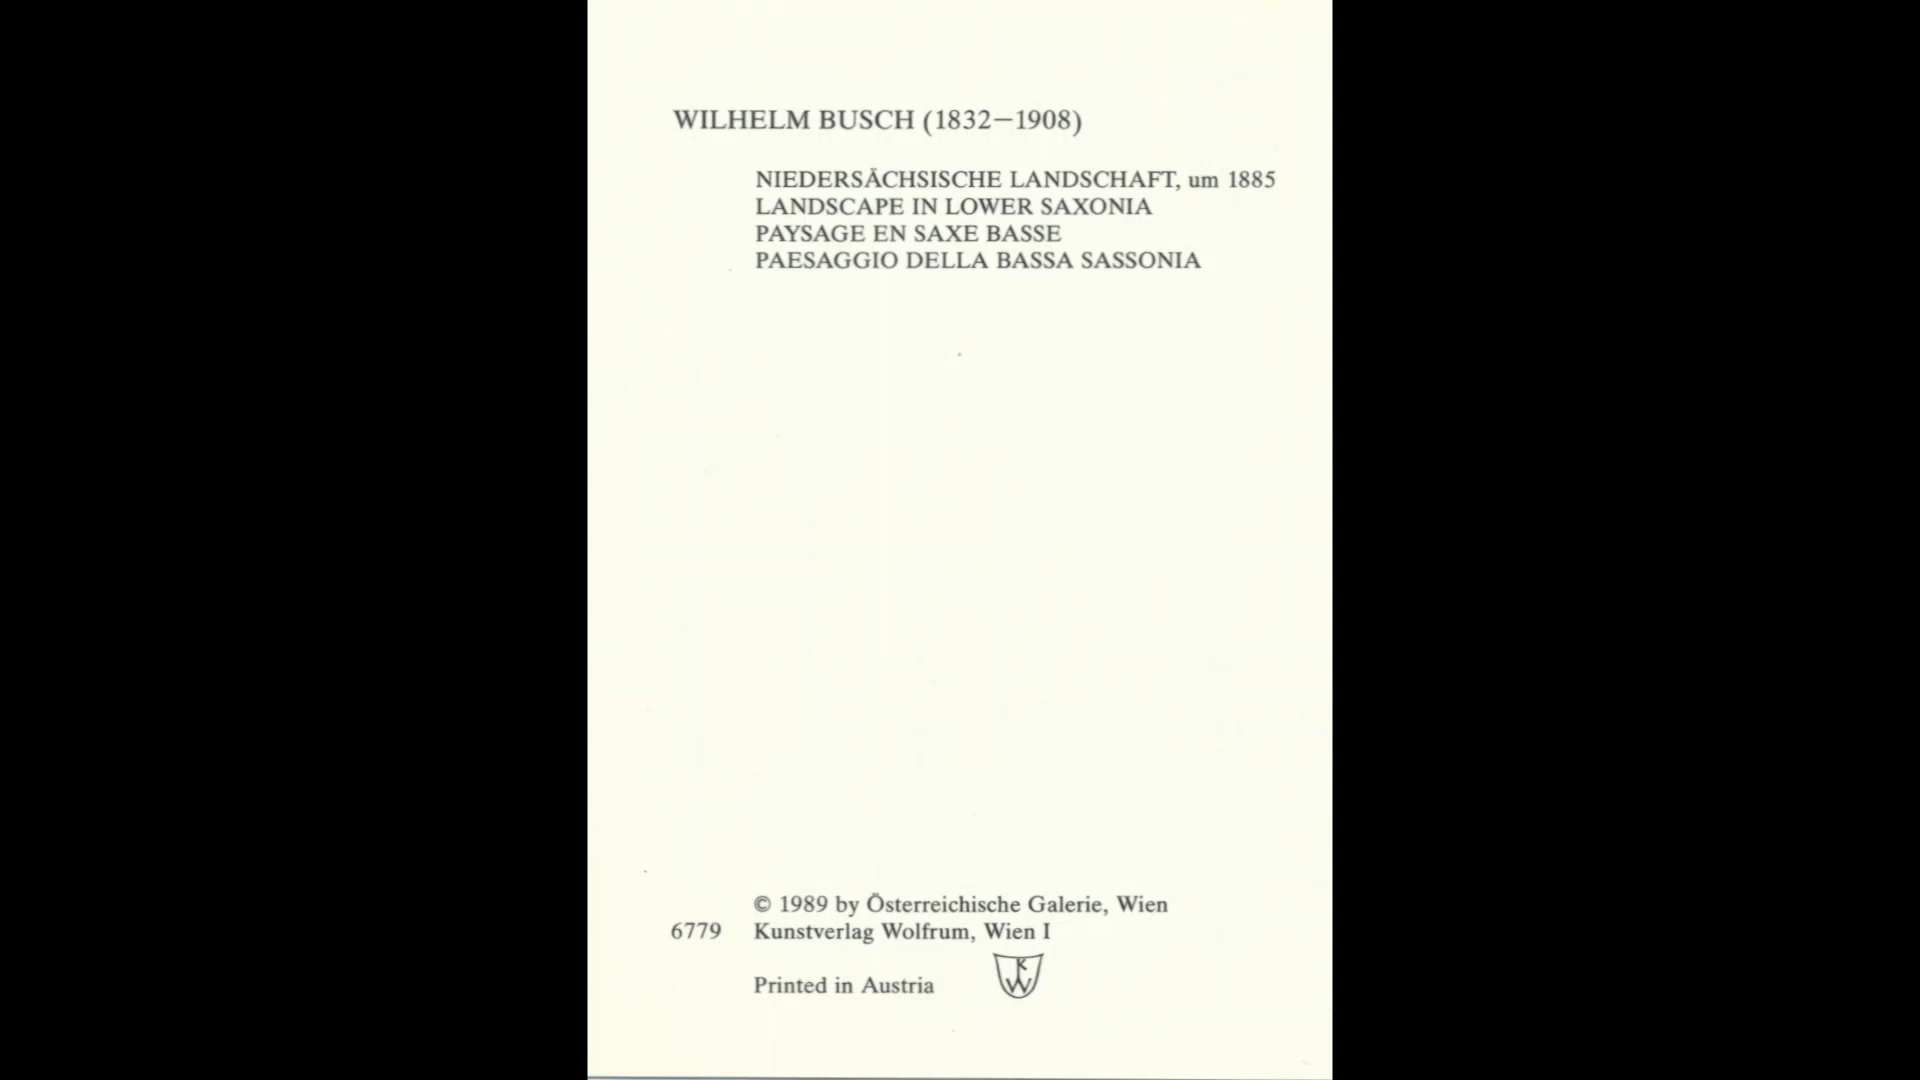 WILHELM BUSCH (1832—1908)
NIEDERSÄCHSISCHE LANDSCHAFT, um 1885
LANDSCAPE IN LOWER SAXONIA
PAYSAGE EN SAXE BASSE
PAESAGGIO DELLA BASSA SASSONIA
© 1989 by Österreichische Galerie, Wien
6779 Kunstverlag Wolfrum, Wien I
Printed in Austria
KW